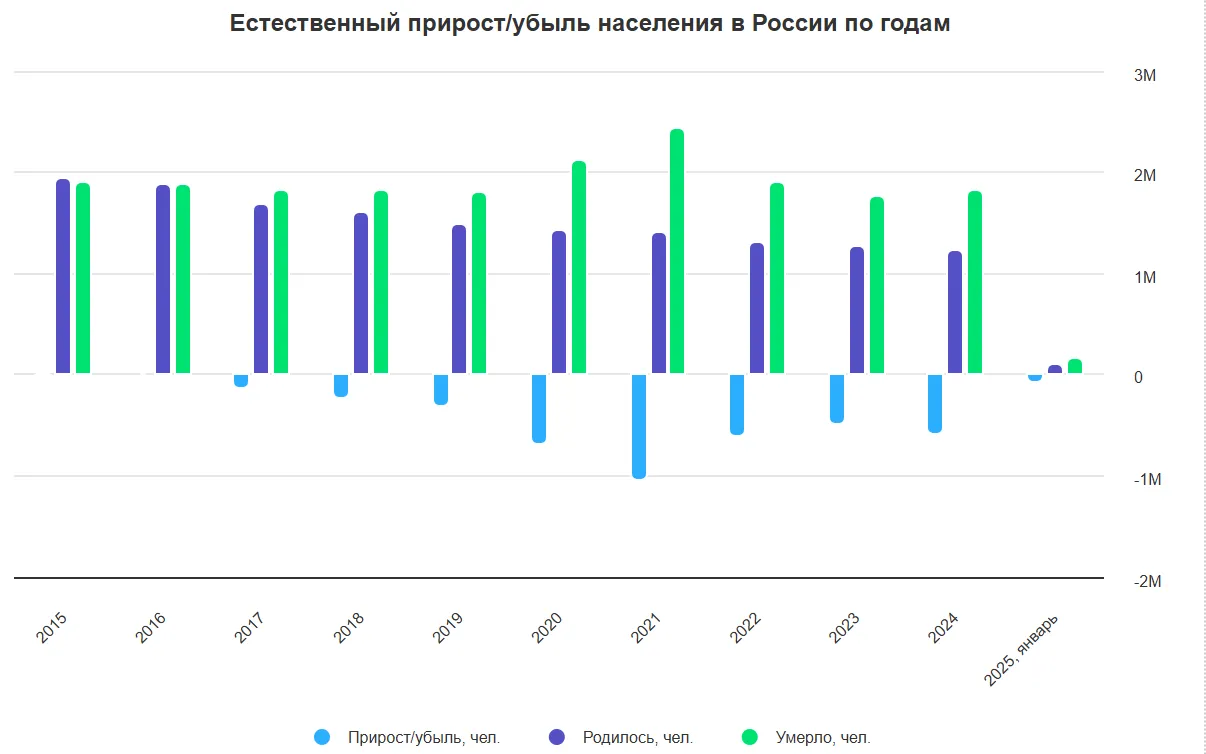 Естественный прирост/убыль населения в России по годам
3M
2M
1M
0
-1M
-2M
2015
2016
2017
2018
2019
2020
2021
2022
2023
2024
2025, январь
Прирост/убыль, чел.
Родилось, чел.
Умерло, чел.